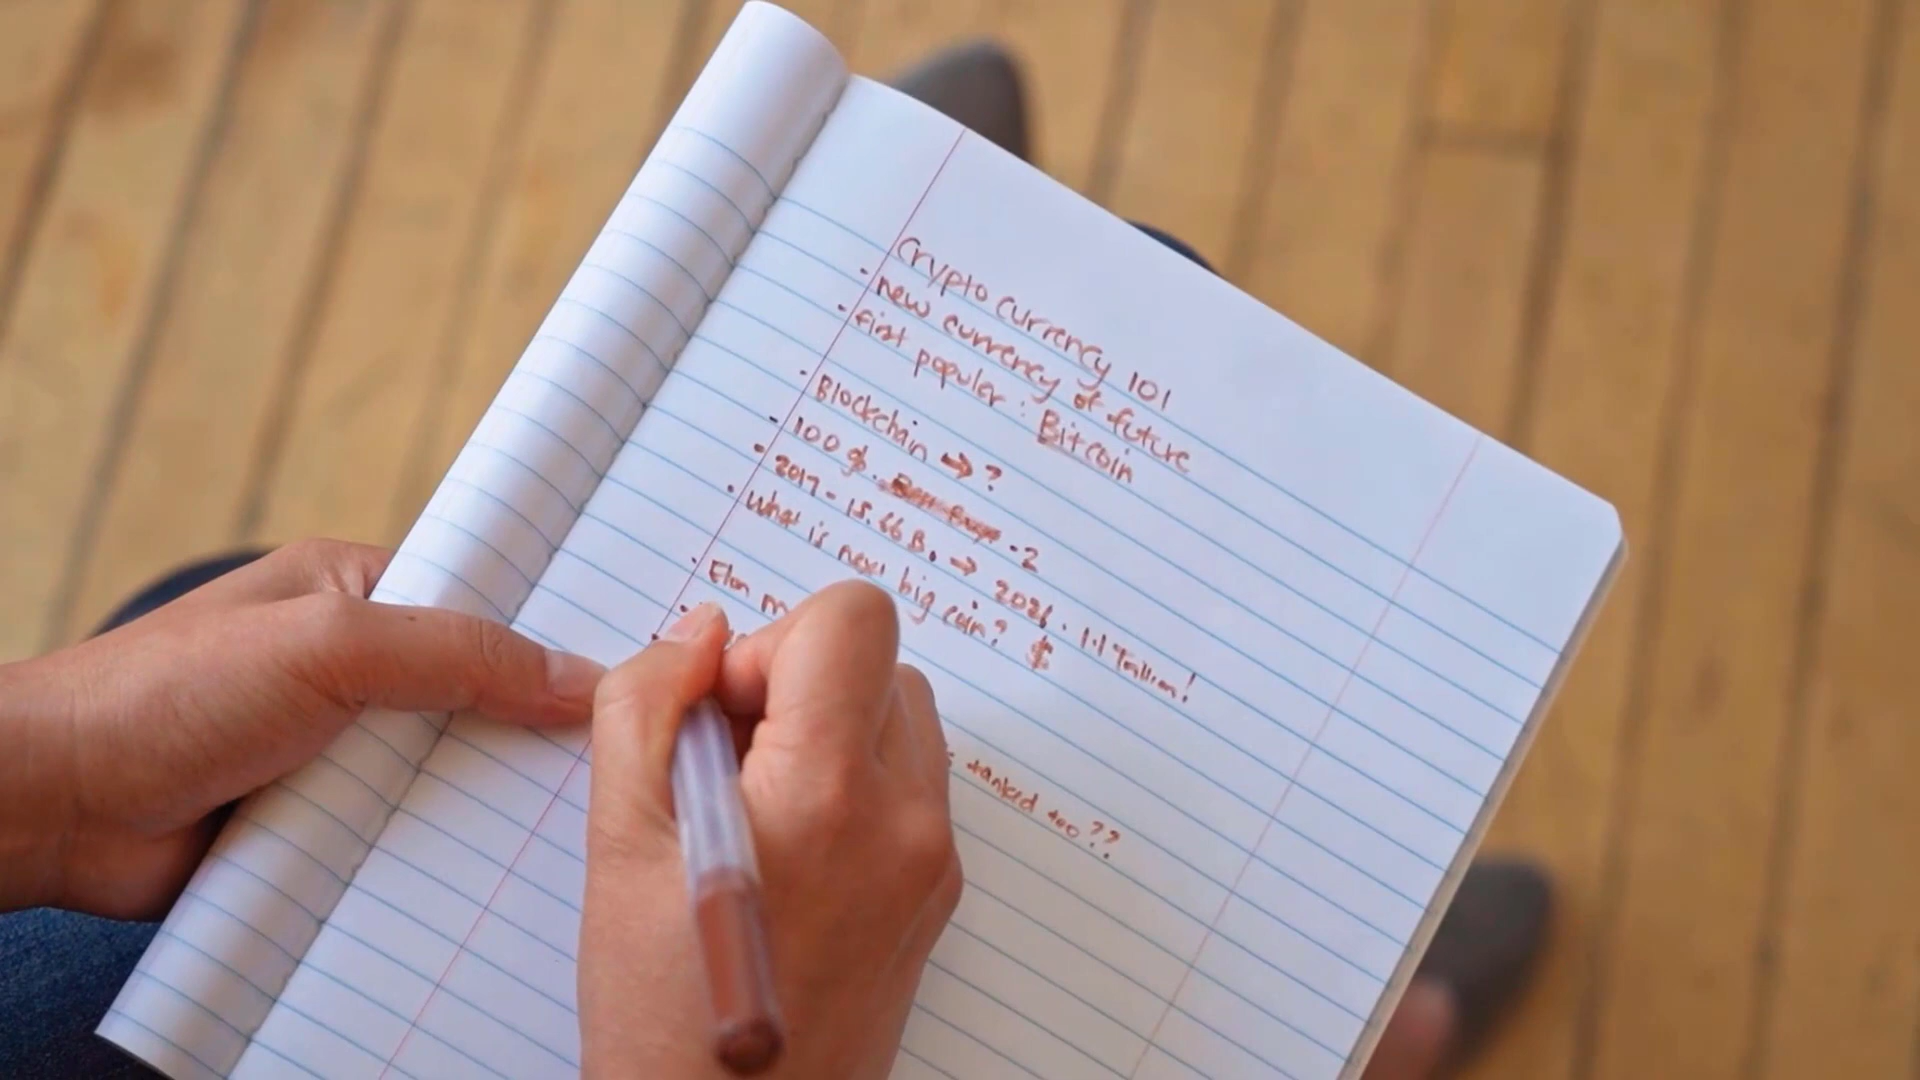 Crypto currency 101
· new currency of future
· first popular : Bitcoin
· Blockchain → ?
· 100 $. · 2
· 2017 - 15.66B. → 2021. 1.1 Trillion!
· What is next big coin? $
· Elon m
tanked too ??